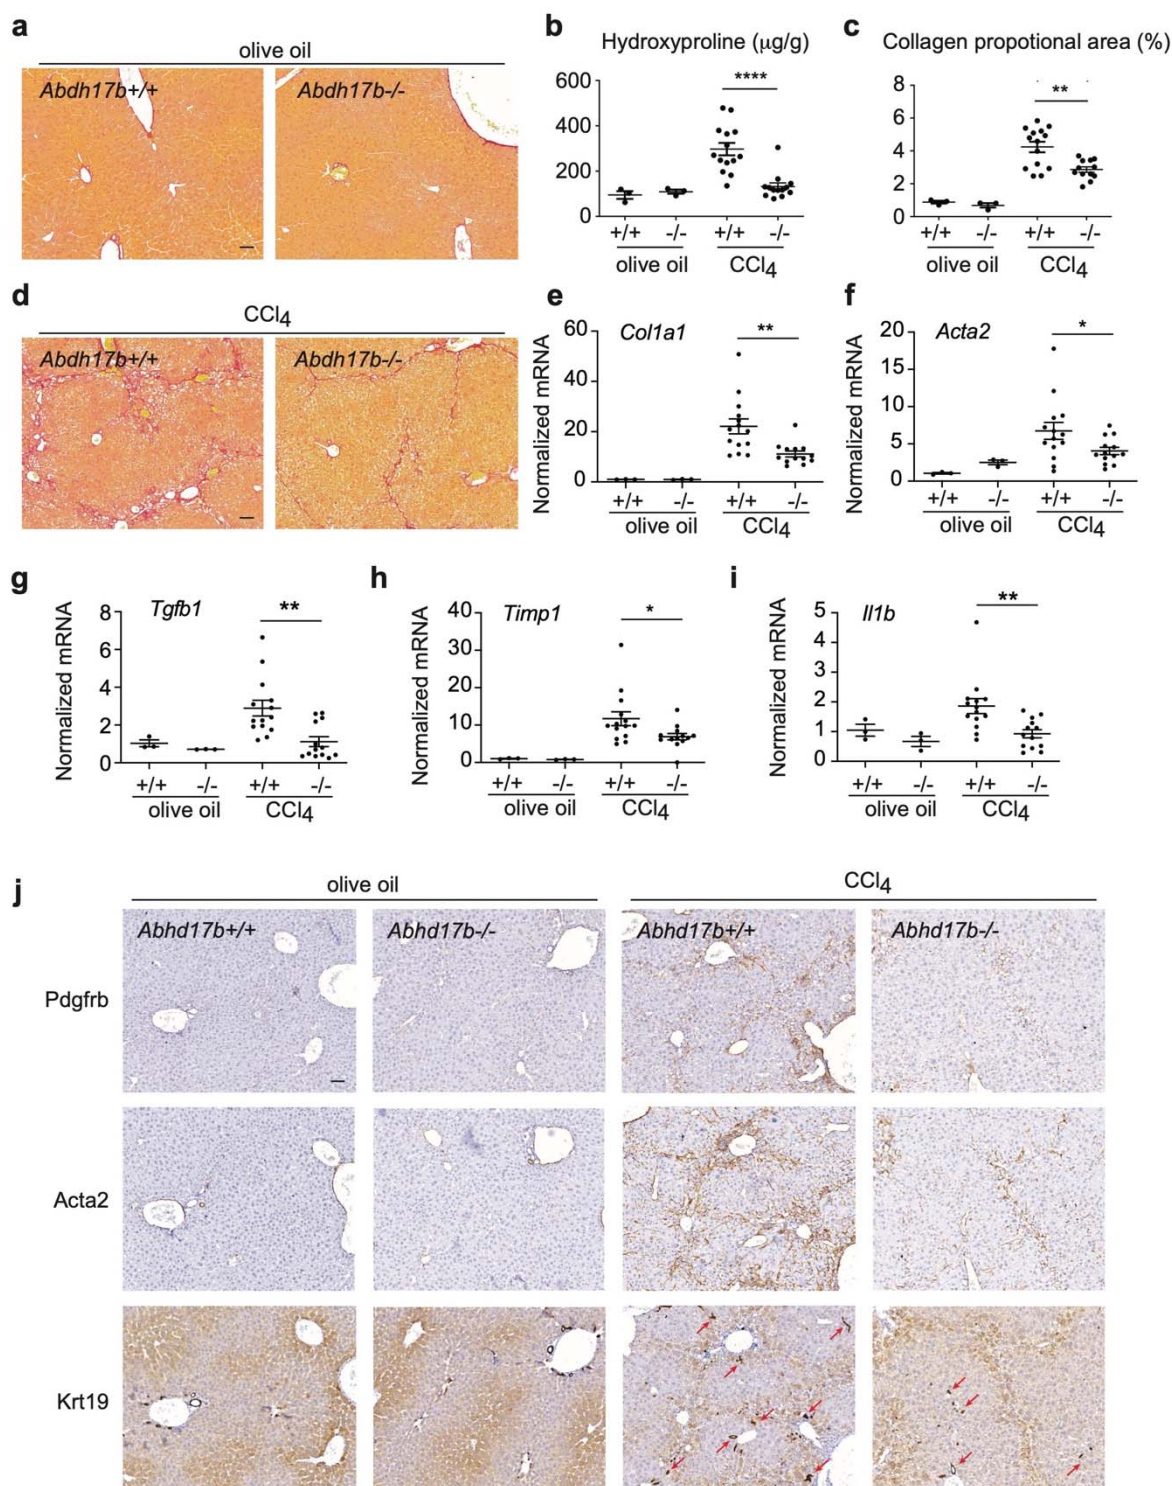 a
olive oil
Abdh17b+/+ Abdh17b-/-
b
Hydroxyproline (μg/g)
600
400
200
0
****
+/+ -/- +/+ -/-
olive oil CCl4
c
Collagen propotional area (%)
8
6
4
2
0
**
+/+ -/- +/+ -/-
olive oil CCl4
d
CCl4
Abdh17b+/+ Abdh17b-/-
e
Normalized mRNA
Col1a1
60
40
20
0
**
+/+ -/- +/+ -/-
olive oil CCl4
f
Normalized mRNA
Acta2
20
15
10
5
0
*
+/+ -/- +/+ -/-
olive oil CCl4
g
Normalized mRNA
Tgfb1
8
6
4
2
0
**
+/+ -/- +/+ -/-
olive oil CCl4
h
Normalized mRNA
Timp1
40
30
20
10
0
*
+/+ -/- +/+ -/-
olive oil CCl4
i
Normalized mRNA
Il1b
5
4
3
2
1
0
**
+/+ -/- +/+ -/-
olive oil CCl4
j
olive oil CCl4
Abhd17b+/+ Abhd17b-/- Abhd17b+/+ Abhd17b-/-
Pdgfrb
Acta2
Krt19